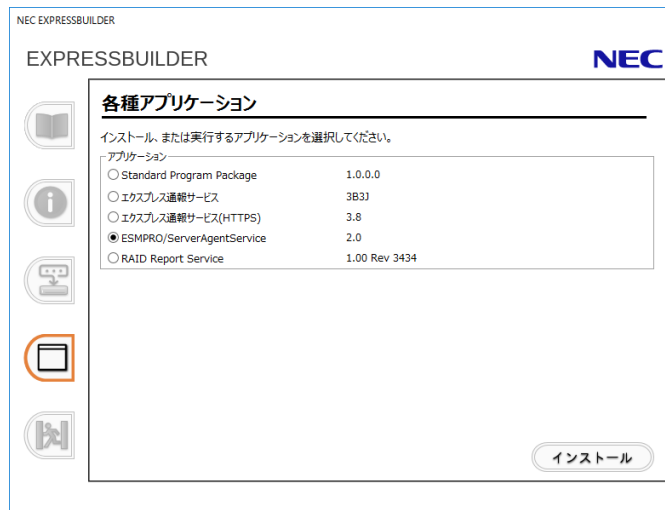 NEC EXPRESSBUILDER
EXPRESSBUILDER
NEC
各種アプリケーション
インストール、または実行するアプリケーションを選択してください。
アプリケーション
Standard Program Package 1.0.0.0
エクスプレス通報サービス 3B3J
エクスプレス通報サービス(HTTPS) 3.8
ESMPRO/ServerAgentService 2.0
RAID Report Service 1.00 Rev 3434
インストール